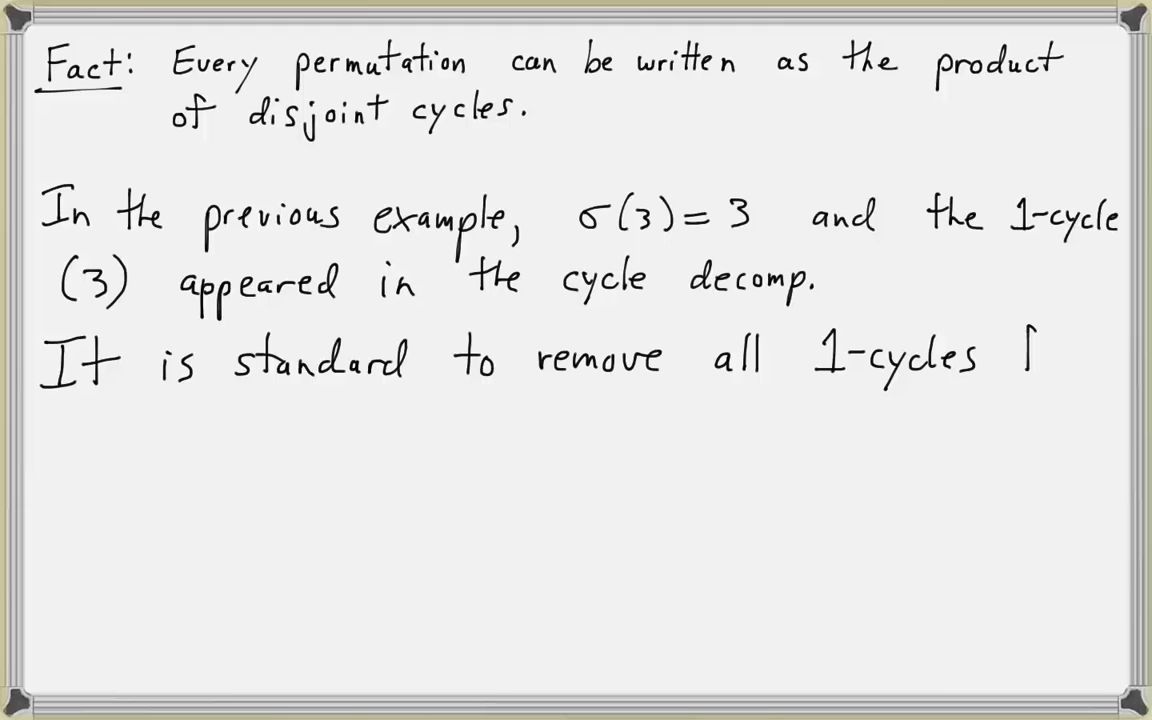 Fact: Every permutation can be written as the product
of disjoint cycles.
In the previous example, σ(3) = 3 and the 1-cycle
(3) appeared in the cycle decomp.
It is standard to remove all 1-cycles